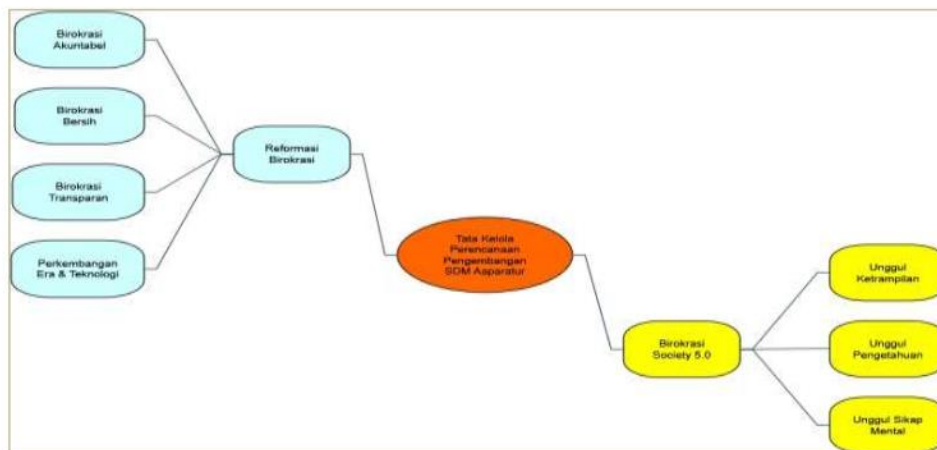 Birokrasi
Akuntabel
Birokrasi
Bersih
Birokrasi
Transparan
Perkembangan
Era & Teknologi
Reformasi
Birokrasi
Tata Kelola
Perencanaan
Pengembangan
SDM Aaparatur
Birokrasi
Society 5.0
Unggul
Ketrampilan
Unggul
Pengetahuan
Unggul Sikap
Mental